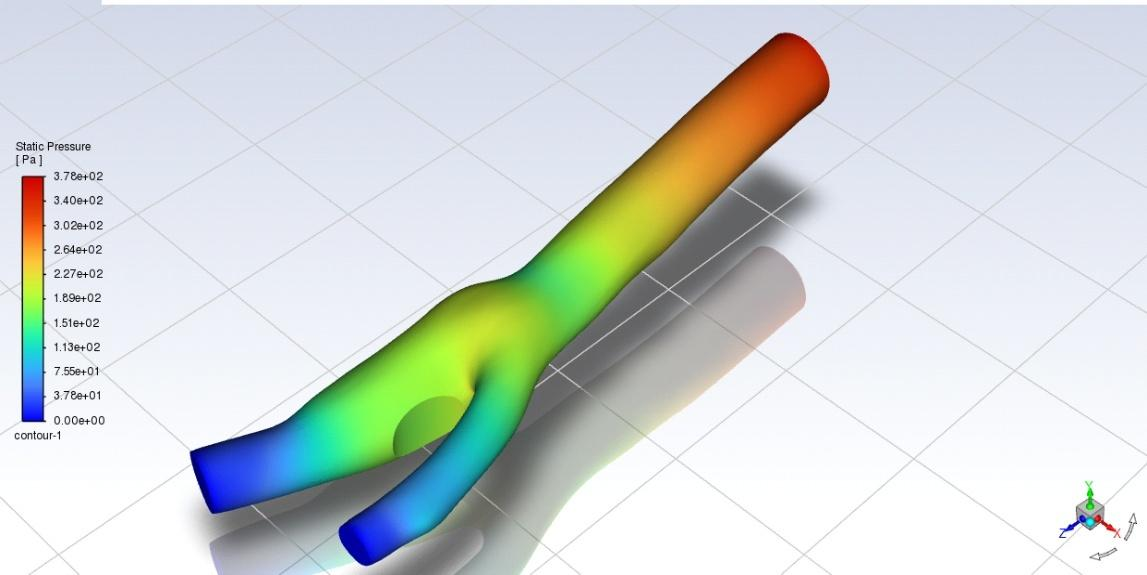 Static Pressure
[ Pa ]
3.78e+02
3.40e+02
3.02e+02
2.64e+02
2.27e+02
1.89e+02
1.51e+02
1.13e+02
7.55e+01
3.78e+01
0.00e+00
contour-1
Y
Z
X